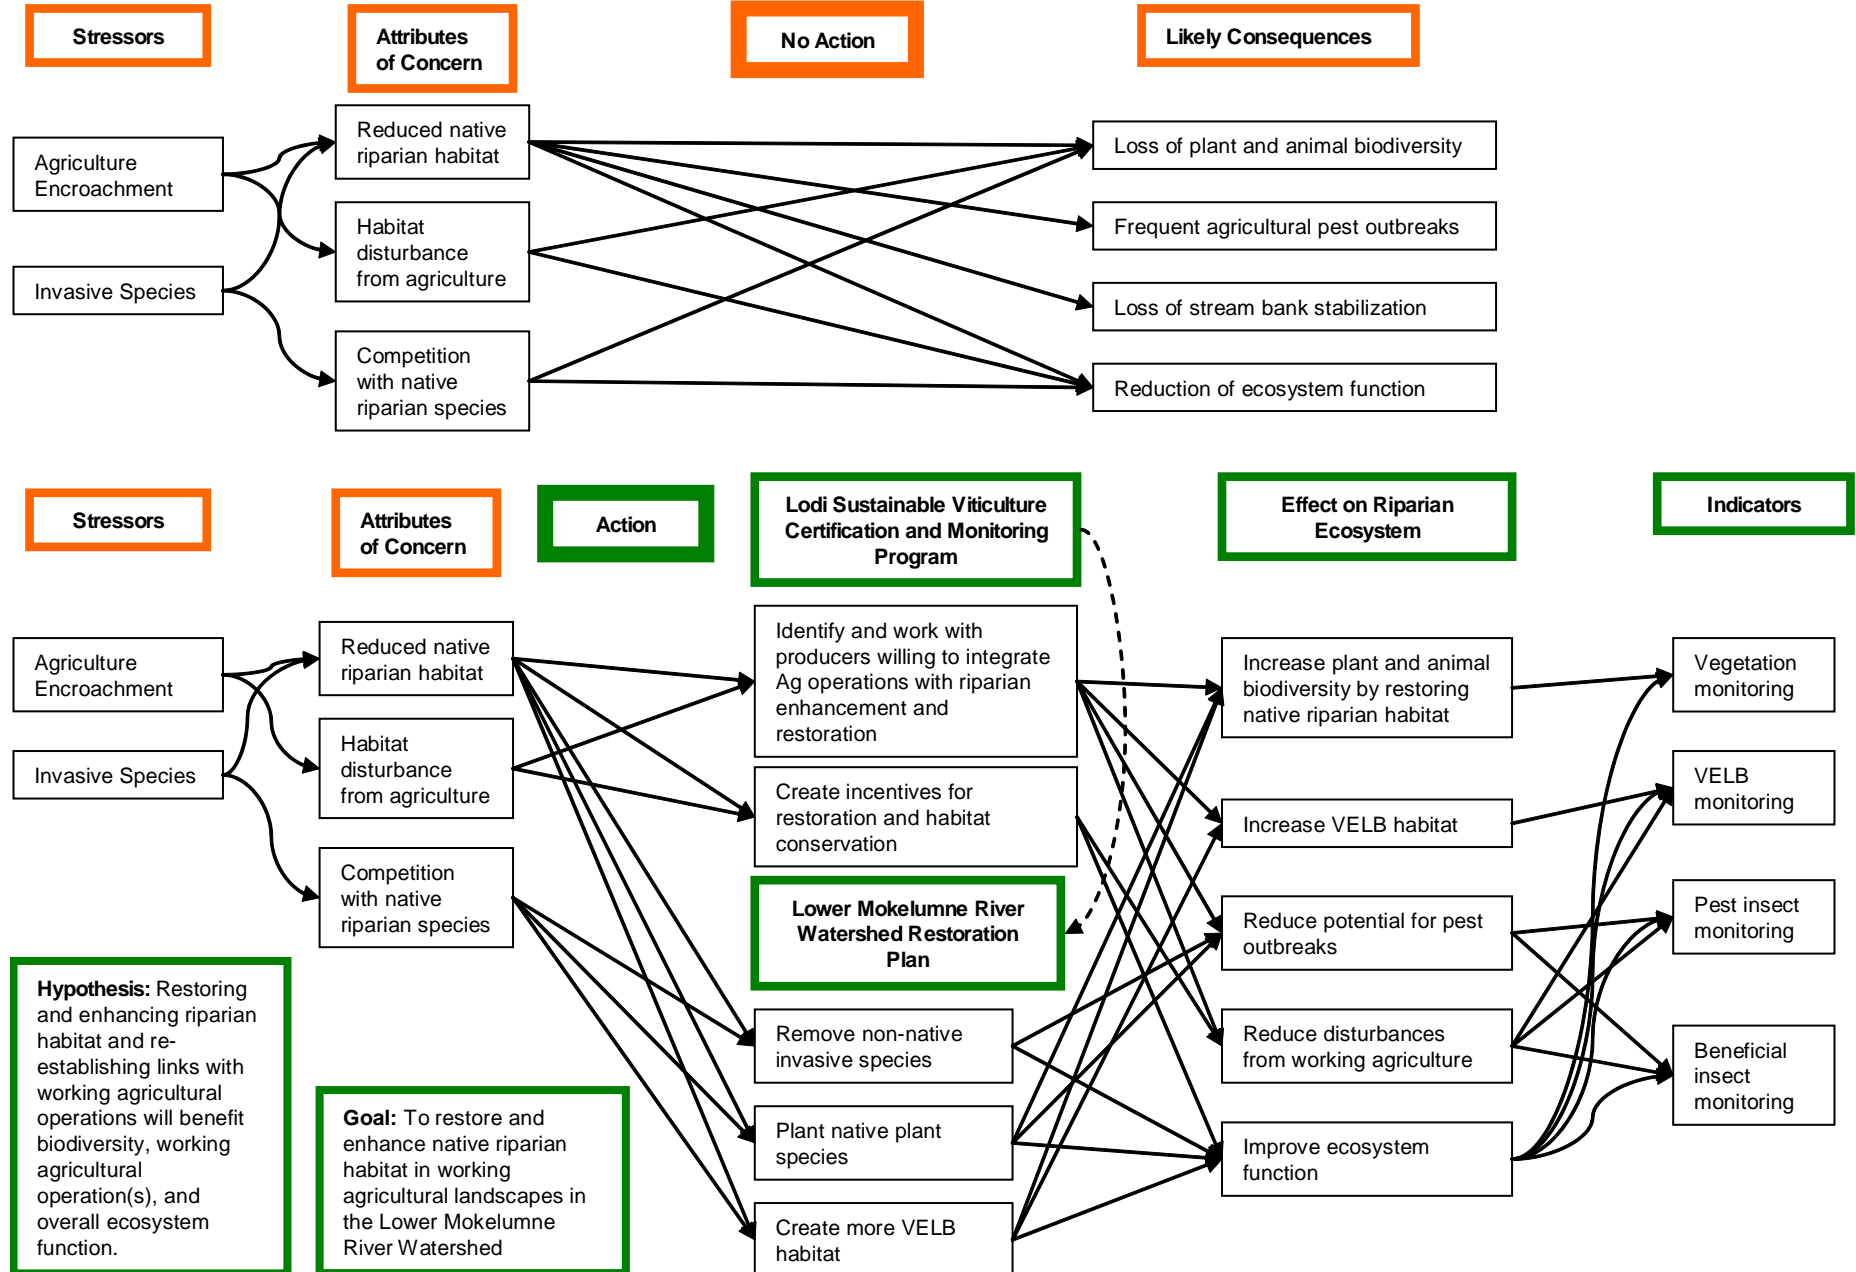 Stressors
Attributes
of Concern
No Action
Likely Consequences
Agriculture
Encroachment
Invasive Species
Reduced native
riparian habitat
Habitat
disturbance
from agriculture
Competition
with native
riparian species
Loss of plant and animal biodiversity
Frequent agricultural pest outbreaks
Loss of stream bank stabilization
Reduction of ecosystem function
Stressors
Attributes
of Concern
Action
Lodi Sustainable Viticulture
Certification and Monitoring
Program
Effect on Riparian
Ecosystem
Indicators
Agriculture
Encroachment
Invasive Species
Reduced native
riparian habitat
Habitat
disturbance
from agriculture
Competition
with native
riparian species
Identify and work with
producers willing to integrate
Ag operations with riparian
enhancement and
restoration
Create incentives for
restoration and habitat
conservation
Lower Mokelumne River
Watershed Restoration
Plan
Remove non-native
invasive species
Plant native plant
species
Create more VELB
habitat
Increase plant and animal
biodiversity by restoring
native riparian habitat
Increase VELB habitat
Reduce potential for pest
outbreaks
Reduce disturbances
from working agriculture
Improve ecosystem
function
Vegetation
monitoring
VELB
monitoring
Pest insect
monitoring
Beneficial
insect
monitoring
Hypothesis: Restoring
and enhancing riparian
habitat and re-
establishing links with
working agricultural
operations will benefit
biodiversity, working
agricultural
operation(s), and
overall ecosystem
function.
Goal: To restore and
enhance native riparian
habitat in working
agricultural landscapes in
the Lower Mokelumne
River Watershed